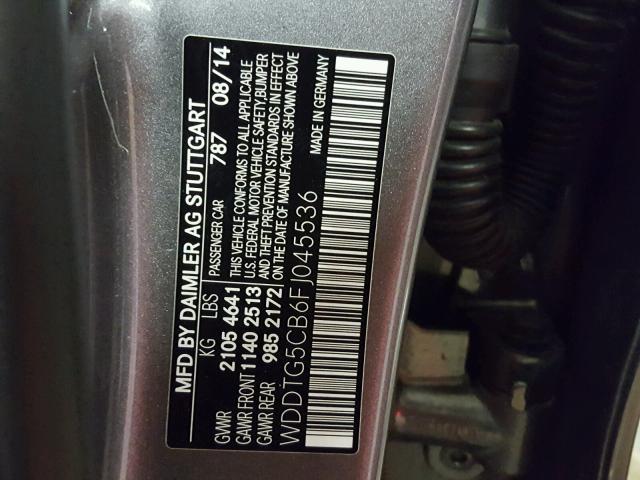 MFD BY DAIMLER AG STUTTGART
KG LBS PASSENGER CAR 787 08/14
GVWR 2105 4641 THIS VEHICLE CONFORMS TO ALL APPLICABLE
GAWR FRONT 1140 2513 U.S. FEDERAL MOTOR VEHICLE SAFETY, BUMPER
GAWR REAR 985 2172 AND THEFT PREVENTION STANDARDS IN EFFECT
ON THE DATE OF MANUFACTURE SHOWN ABOVE
WDDTG5CB6FJ045536 MADE IN GERMANY